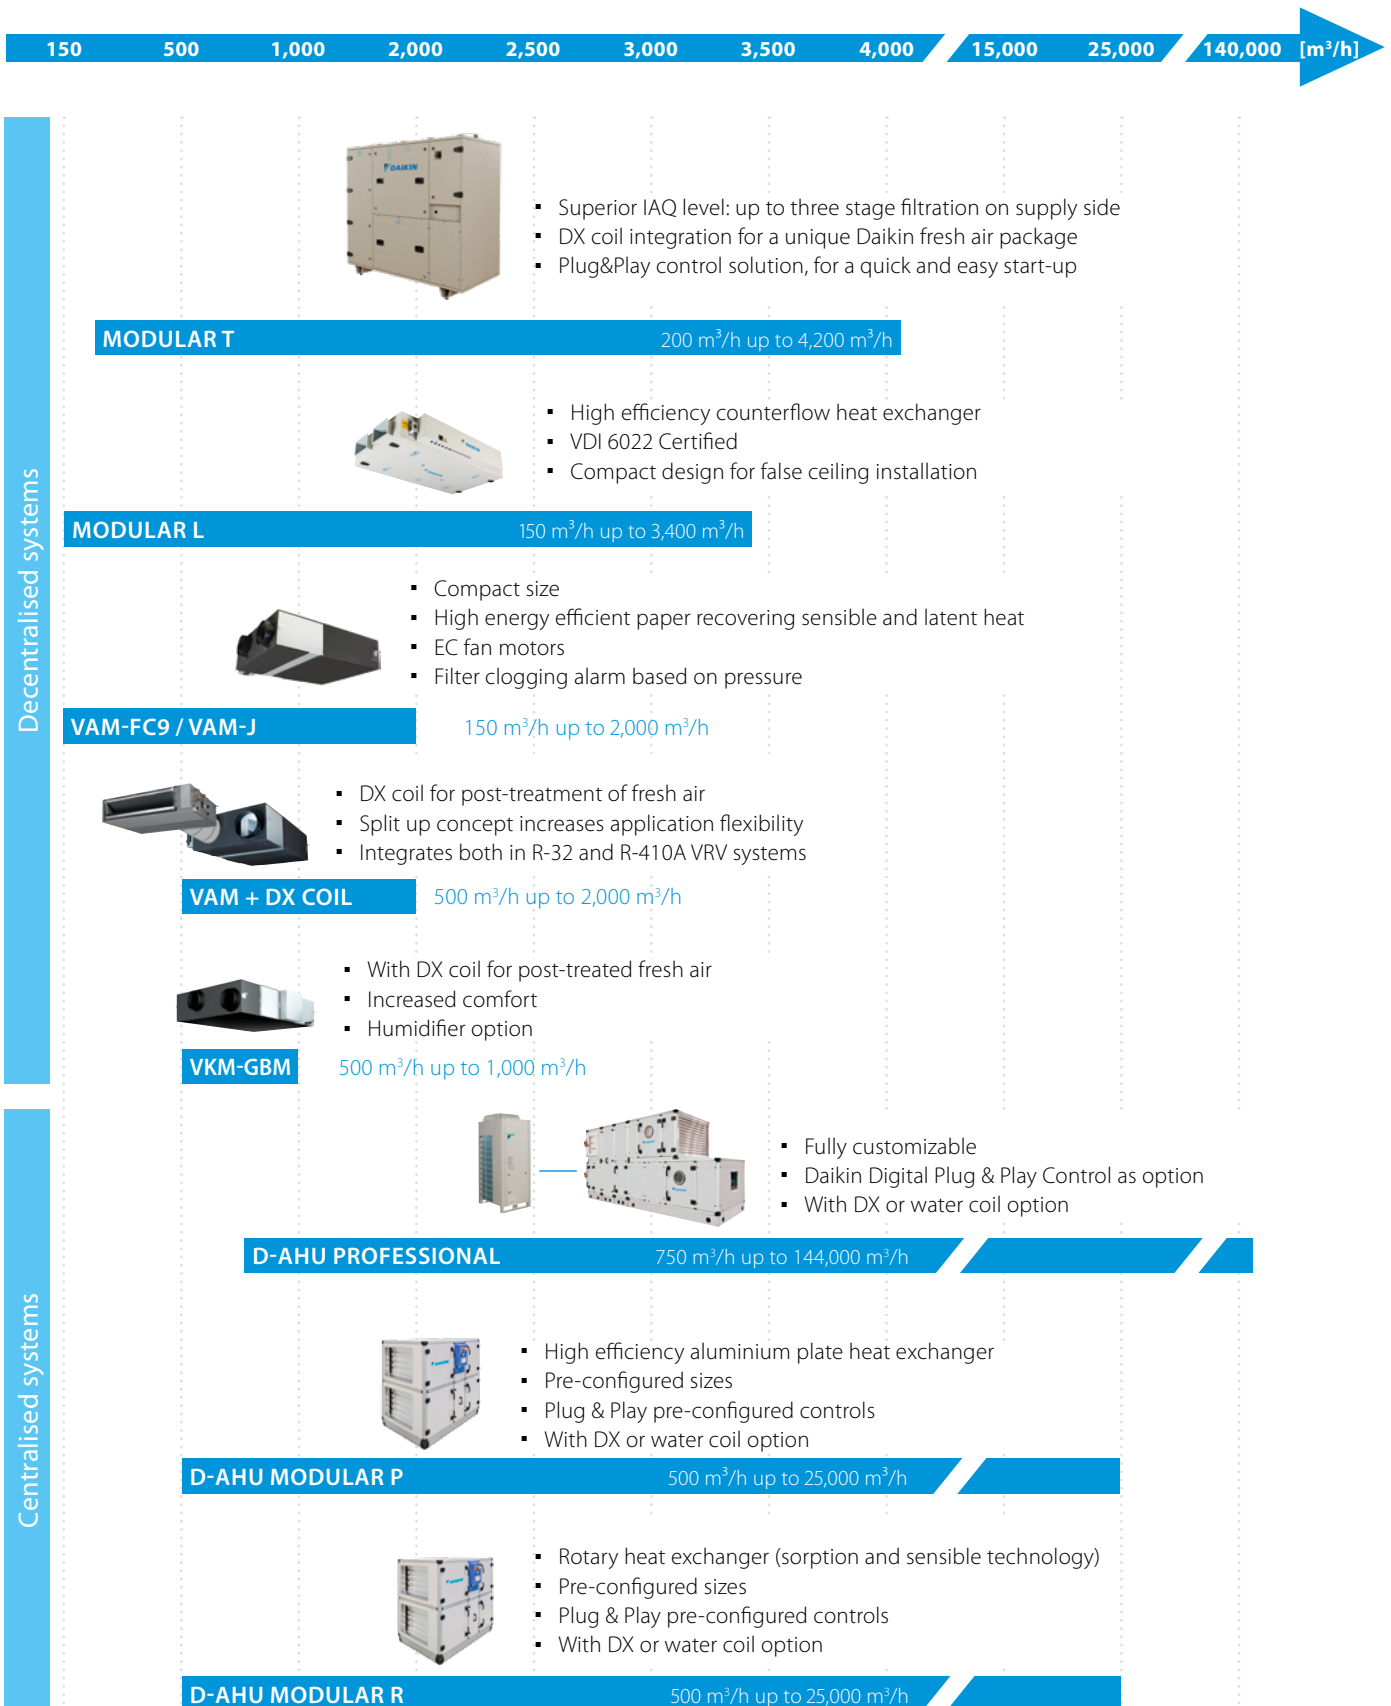 150 500 1,000 2,000 2,500 3,000 3,500 4,000 15,000 25,000 140,000 [m³/h]
Decentralised systems
DAIKIN
▪ Superior IAQ level: up to three stage filtration on supply side
▪ DX coil integration for a unique Daikin fresh air package
▪ Plug&Play control solution, for a quick and easy start-up
MODULAR T 200 m³/h up to 4,200 m³/h
▪ High efficiency counterflow heat exchanger
▪ VDI 6022 Certified
▪ Compact design for false ceiling installation
MODULAR L 150 m³/h up to 3,400 m³/h
▪ Compact size
▪ High energy efficient paper recovering sensible and latent heat
▪ EC fan motors
▪ Filter clogging alarm based on pressure
VAM-FC9 / VAM-J 150 m³/h up to 2,000 m³/h
▪ DX coil for post-treatment of fresh air
▪ Split up concept increases application flexibility
▪ Integrates both in R-32 and R-410A VRV systems
VAM + DX COIL 500 m³/h up to 2,000 m³/h
▪ With DX coil for post-treated fresh air
▪ Increased comfort
▪ Humidifier option
VKM-GBM 500 m³/h up to 1,000 m³/h
Centralised systems
▪ Fully customizable
▪ Daikin Digital Plug & Play Control as option
▪ With DX or water coil option
D-AHU PROFESSIONAL 750 m³/h up to 144,000 m³/h
▪ High efficiency aluminium plate heat exchanger
▪ Pre-configured sizes
▪ Plug & Play pre-configured controls
▪ With DX or water coil option
D-AHU MODULAR P 500 m³/h up to 25,000 m³/h
▪ Rotary heat exchanger (sorption and sensible technology)
▪ Pre-configured sizes
▪ Plug & Play pre-configured controls
▪ With DX or water coil option
D-AHU MODULAR R 500 m³/h up to 25,000 m³/h